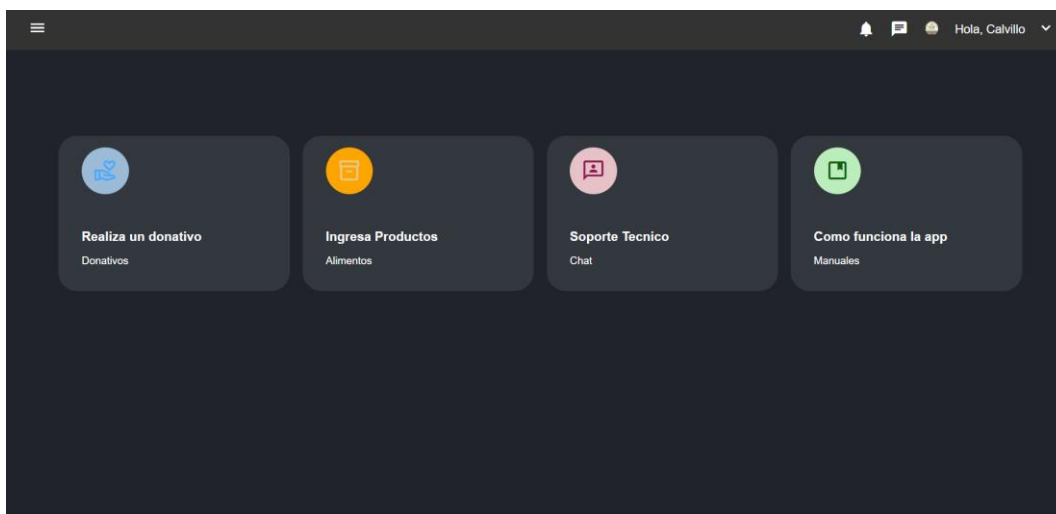 Hola, Calvillo
Realiza un donativo
Donativos
Ingresa Productos
Alimentos
Soporte Tecnico
Chat
Como funciona la app
Manuales